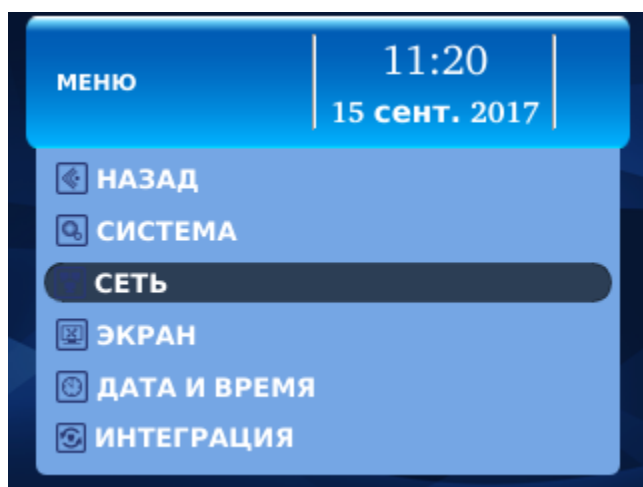 МЕНЮ
11:20
15 сент. 2017
НАЗАД
СИСТЕМА
СЕТЬ
ЭКРАН
ДАТА И ВРЕМЯ
ИНТЕГРАЦИЯ